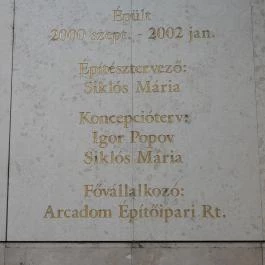 Épült
2000 szept. - 2002 jan.
Építésztervező:
Siklós Mária
Koncepcióterv:
Igor Popov
Siklós Mária
Fővállalkozó:
Arcadom Építőipari Rt.